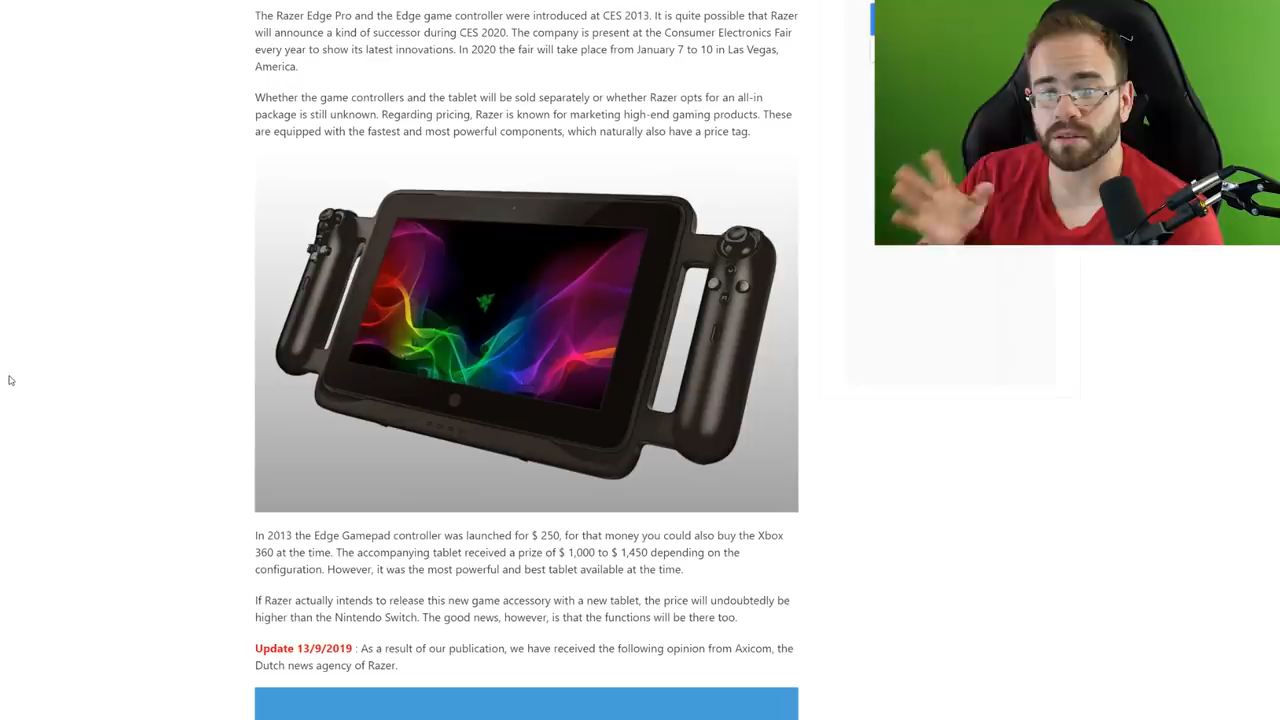 The Razer Edge Pro and the Edge game controller were introduced at CES 2013. It is quite possible that Razer
will announce a kind of successor during CES 2020. The company is present at the Consumer Electronics Fair
every year to show its latest innovations. In 2020 the fair will take place from January 7 to 10 in Las Vegas,
America.
Whether the game controllers and the tablet will be sold separately or whether Razer opts for an all-in
package is still unknown. Regarding pricing, Razer is known for marketing high-end gaming products. These
are equipped with the fastest and most powerful components, which naturally also have a price tag.
In 2013 the Edge Gamepad controller was launched for $ 250, for that money you could also buy the Xbox
360 at the time. The accompanying tablet received a prize of $ 1,000 to $ 1,450 depending on the
configuration. However, it was the most powerful and best tablet available at the time.
If Razer actually intends to release this new game accessory with a new tablet, the price will undoubtedly be
higher than the Nintendo Switch. The good news, however, is that the functions will be there too.
Update 13/9/2019 : As a result of our publication, we have received the following opinion from Axicom, the
Dutch news agency of Razer.